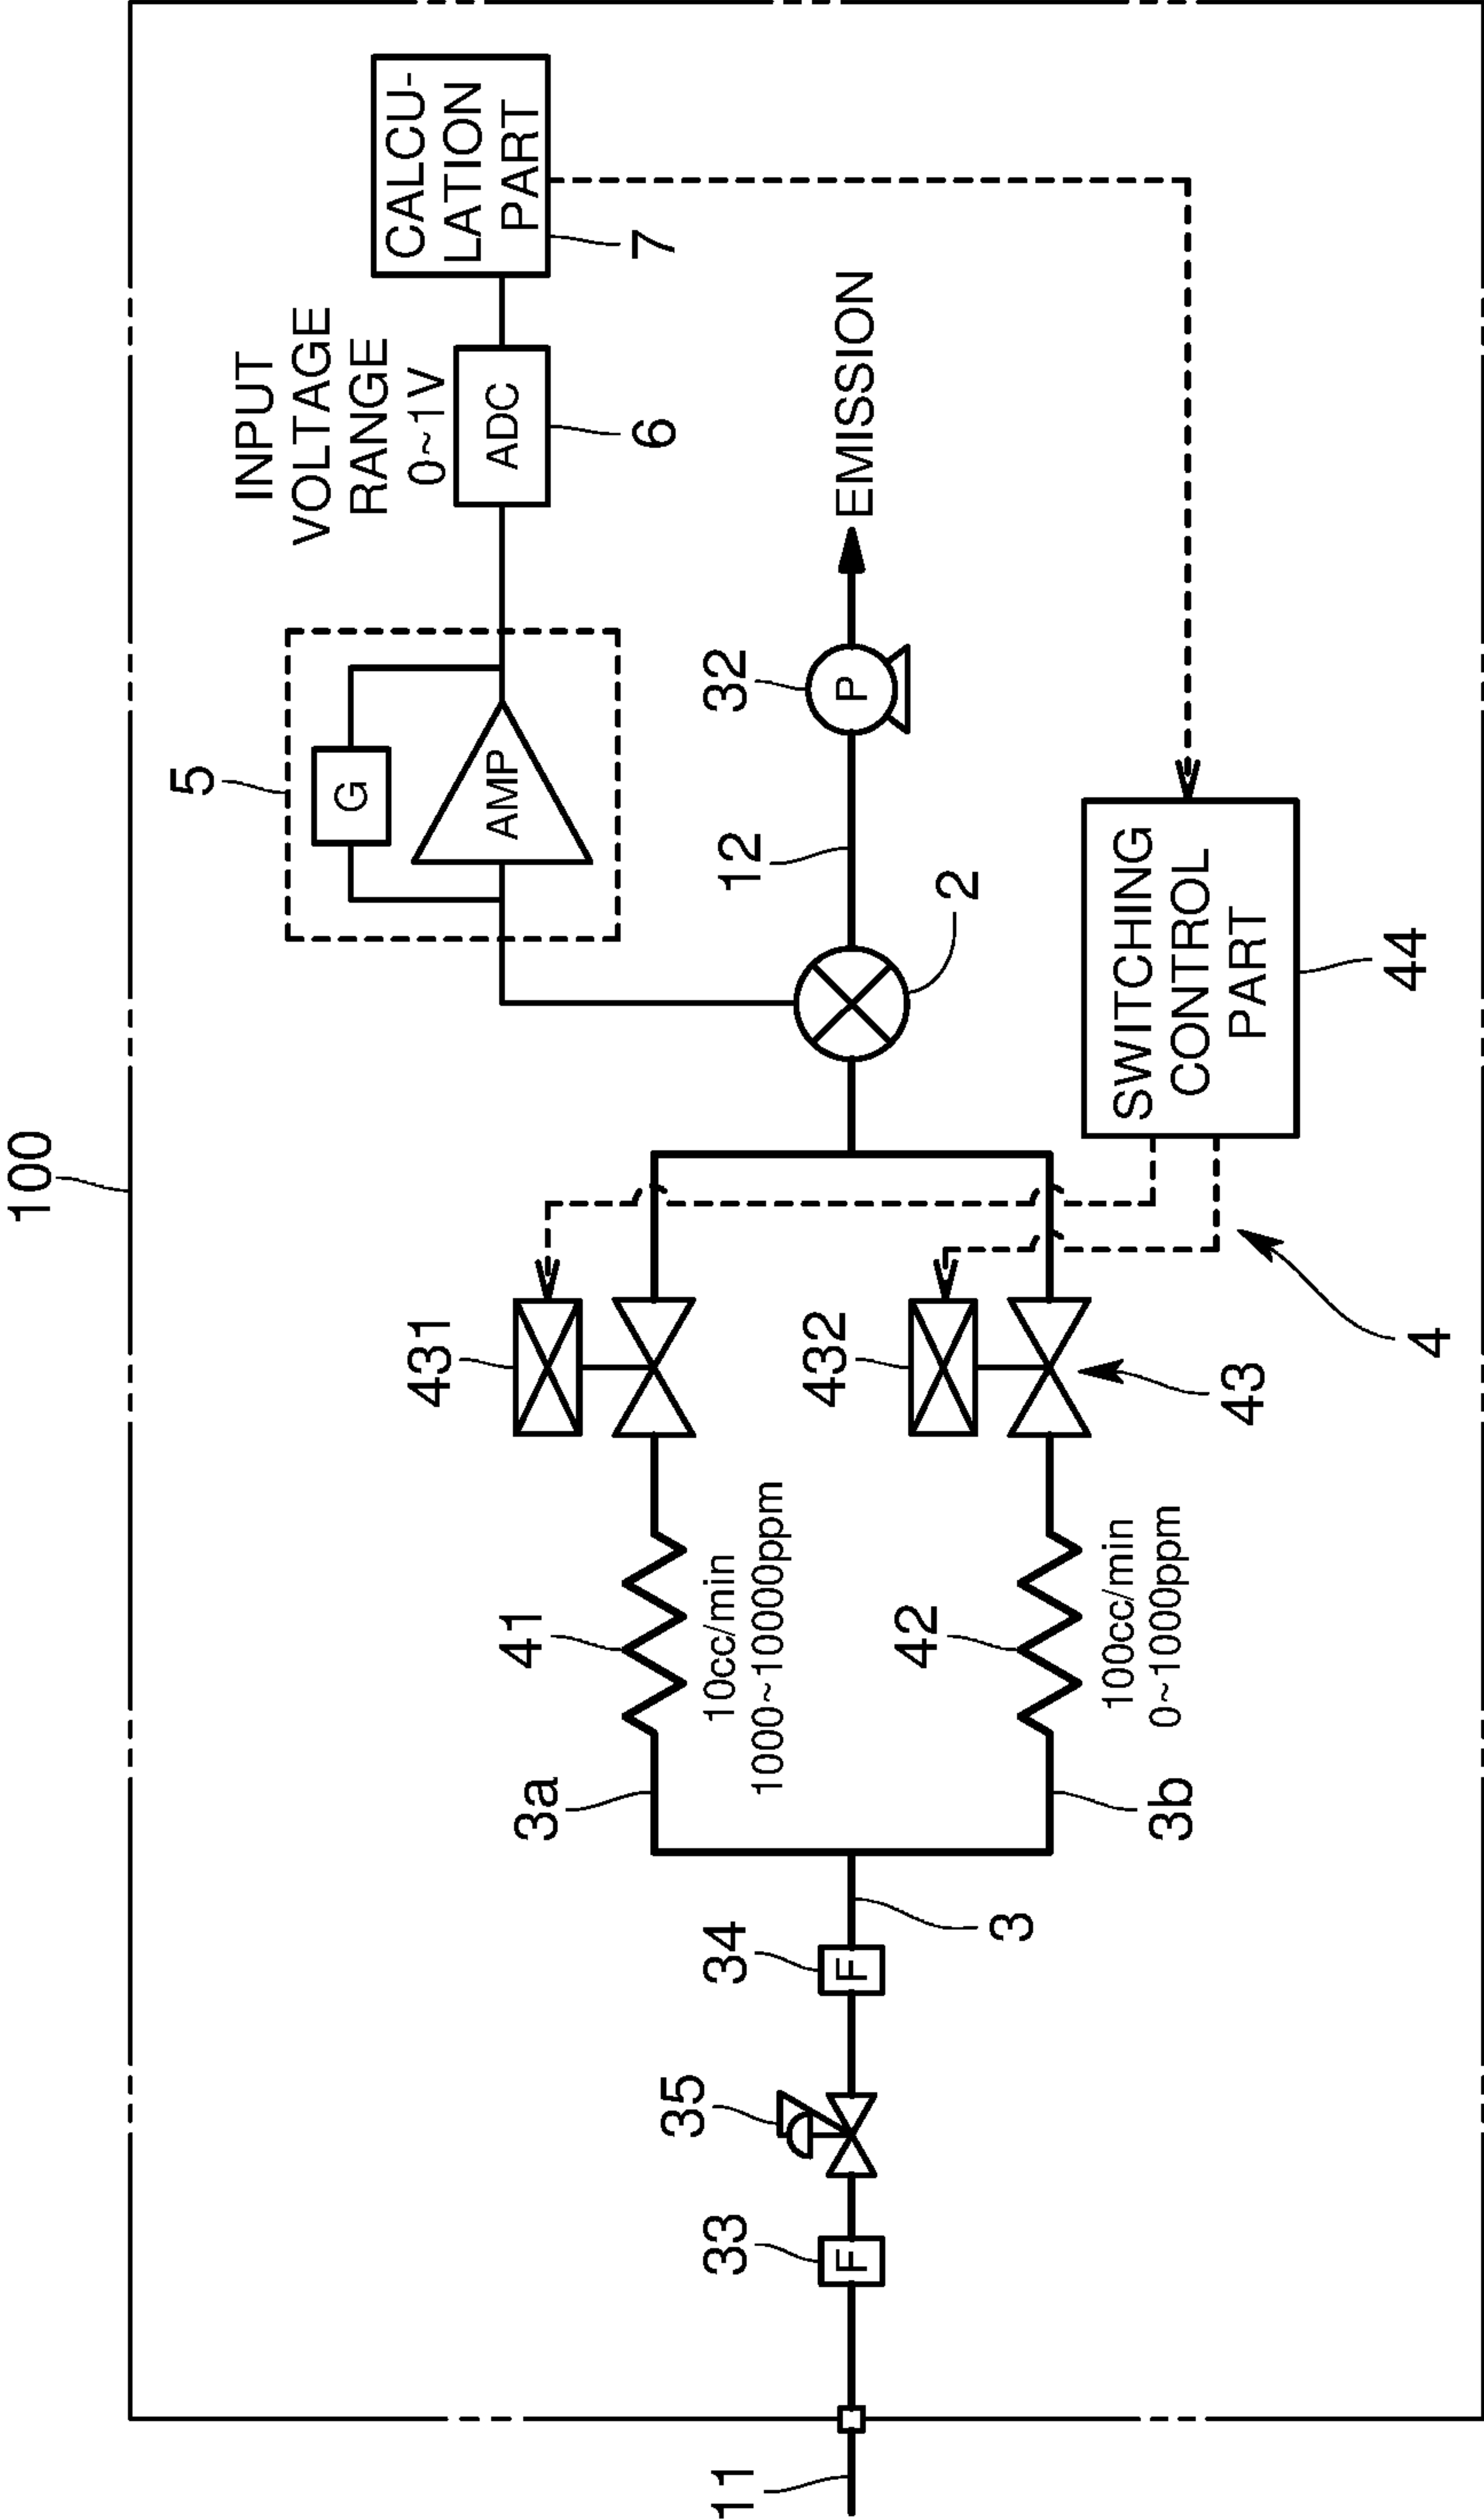 100
5
G
AMP
INPUT
VOLTAGE
RANGE
0~1V
ADC
6
CALCU-
LATION
PART
7
431
41
10cc/min
1000~10000ppm
3a
11
33
F
35
34
F
3
2
12
32
P
EMISSION
432
42
100cc/min
0~1000ppm
3b
43
4
SWITCHING
CONTROL
PART
44